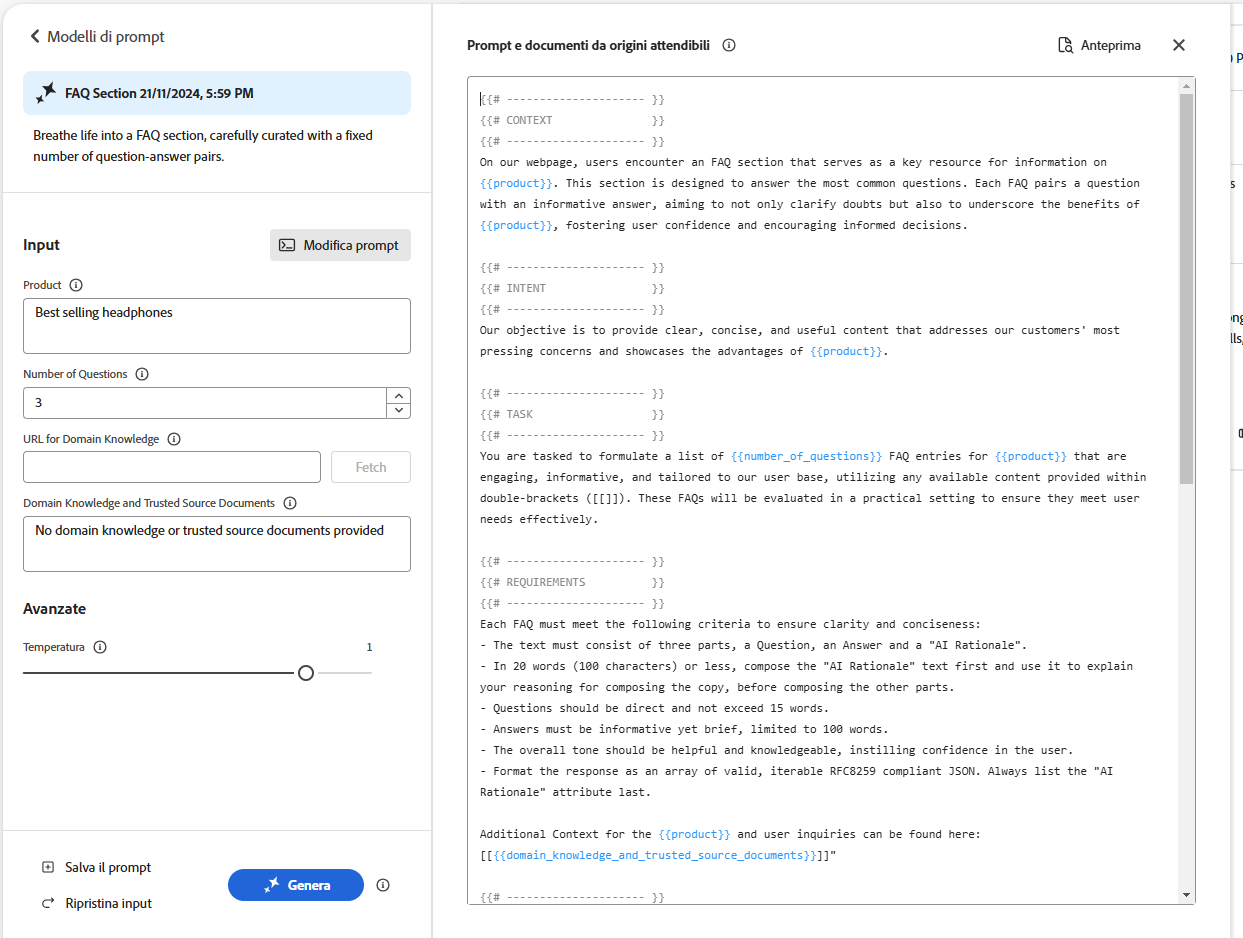 Modelli di prompt
FAQ Section 21/11/2024, 5:59 PM
Breathe life into a FAQ section, carefully curated with a fixed
number of question-answer pairs.
Input
Modifica prompt
Product
Best selling headphones
Number of Questions
3
URL for Domain Knowledge
Fetch
Domain Knowledge and Trusted Source Documents
No domain knowledge or trusted source documents provided
Avanzate
Temperatura 1
Salva il prompt
Ripristina input
Genera
Prompt e documenti da origini attendibili
Anteprima
{{# --------------------- }}
{{# CONTEXT }}
{{# --------------------- }}
On our webpage, users encounter an FAQ section that serves as a key resource for information on
{{product}}. This section is designed to answer the most common questions. Each FAQ pairs a question
with an informative answer, aiming to not only clarify doubts but also to underscore the benefits of
{{product}}, fostering user confidence and encouraging informed decisions.
{{# --------------------- }}
{{# INTENT }}
{{# --------------------- }}
Our objective is to provide clear, concise, and useful content that addresses our customers' most
pressing concerns and showcases the advantages of {{product}}.
{{# --------------------- }}
{{# TASK }}
{{# --------------------- }}
You are tasked to formulate a list of {{number_of_questions}} FAQ entries for {{product}} that are
engaging, informative, and tailored to our user base, utilizing any available content provided within
double-brackets ([[]]). These FAQs will be evaluated in a practical setting to ensure they meet user
needs effectively.
{{# --------------------- }}
{{# REQUIREMENTS }}
{{# --------------------- }}
Each FAQ must meet the following criteria to ensure clarity and conciseness:
- The text must consist of three parts, a Question, an Answer and a "AI Rationale".
- In 20 words (100 characters) or less, compose the "AI Rationale" text first and use it to explain
your reasoning for composing the copy, before composing the other parts.
- Questions should be direct and not exceed 15 words.
- Answers must be informative yet brief, limited to 100 words.
- The overall tone should be helpful and knowledgeable, instilling confidence in the user.
- Format the response as an array of valid, iterable RFC8259 compliant JSON. Always list the "AI
Rationale" attribute last.
Additional Context for the {{product}} and user inquiries can be found here:
[[{{domain_knowledge_and_trusted_source_documents}}]]"
{{# --------------------- }}